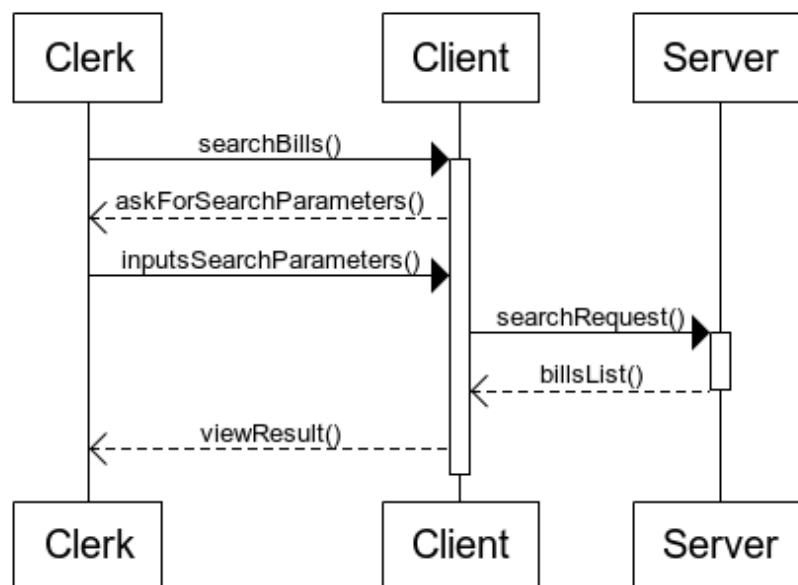 Clerk
Client
Server
searchBills()
askForSearchParameters()
inputsSearchParameters()
searchRequest()
billsList()
viewResult()
Clerk
Client
Server